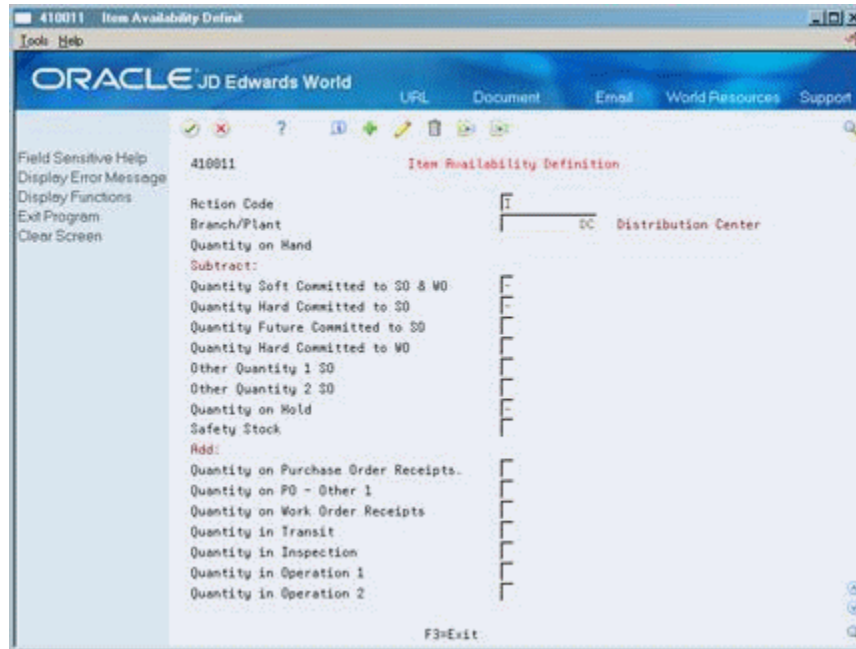 410011 Item Availability Definit
Tools Help
ORACLE JD Edwards World
URL Document Email World Resources Support
Field Sensitive Help
Display Error Message
Display Functions
Exit Program
Clear Screen
410011 Item Availability Definition
Action Code I
Branch/Plant DC Distribution Center
Quantity on Hand
Subtract:
Quantity Soft Committed to SO & WO -
Quantity Hard Committed to SO -
Quantity Future Committed to SO
Quantity Hard Committed to WO
Other Quantity 1 SO
Other Quantity 2 SO
Quantity on Hold -
Safety Stock
Add:
Quantity on Purchase Order Receipts.
Quantity on PO - Other 1
Quantity on Work Order Receipts
Quantity in Transit
Quantity in Inspection
Quantity in Operation 1
Quantity in Operation 2
F3=Exit